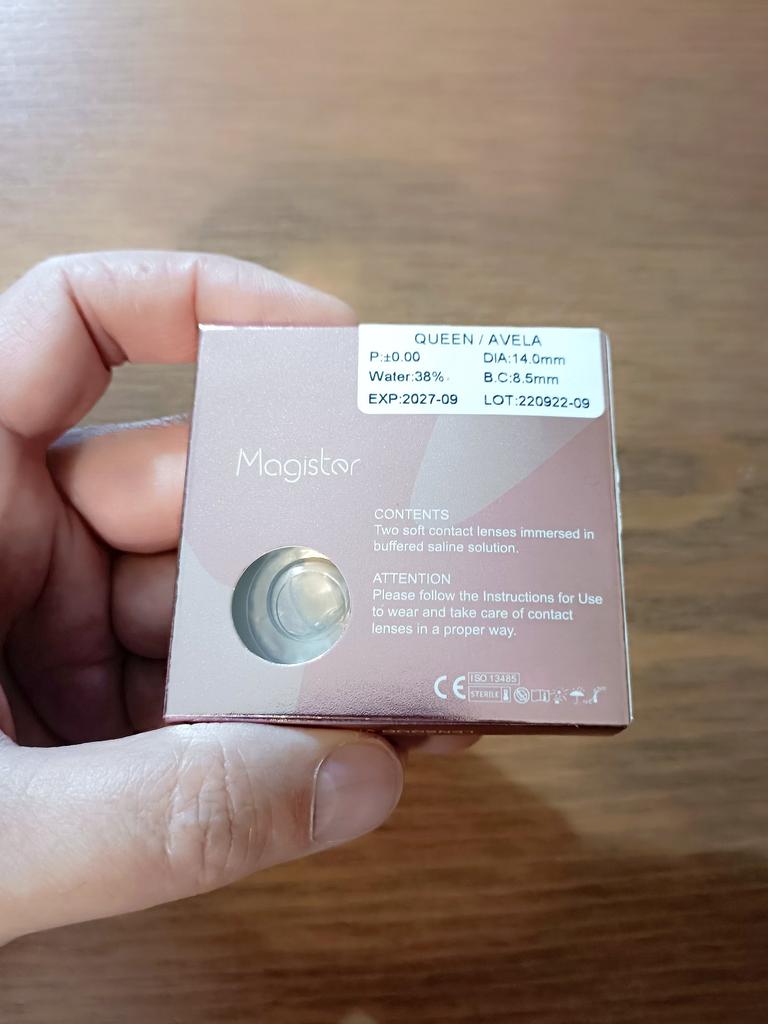 QUEEN / AVELA
P:±0.00 DIA:14.0mm
Water:38% B.C:8.5mm
EXP:2027-09 LOT:220922-09
Magister
CONTENTS
Two soft contact lenses immersed in
buffered saline solution.
ATTENTION
Please follow the Instructions for Use
to wear and take care of contact
lenses in a proper way.
CE ISO 13485
STERILE